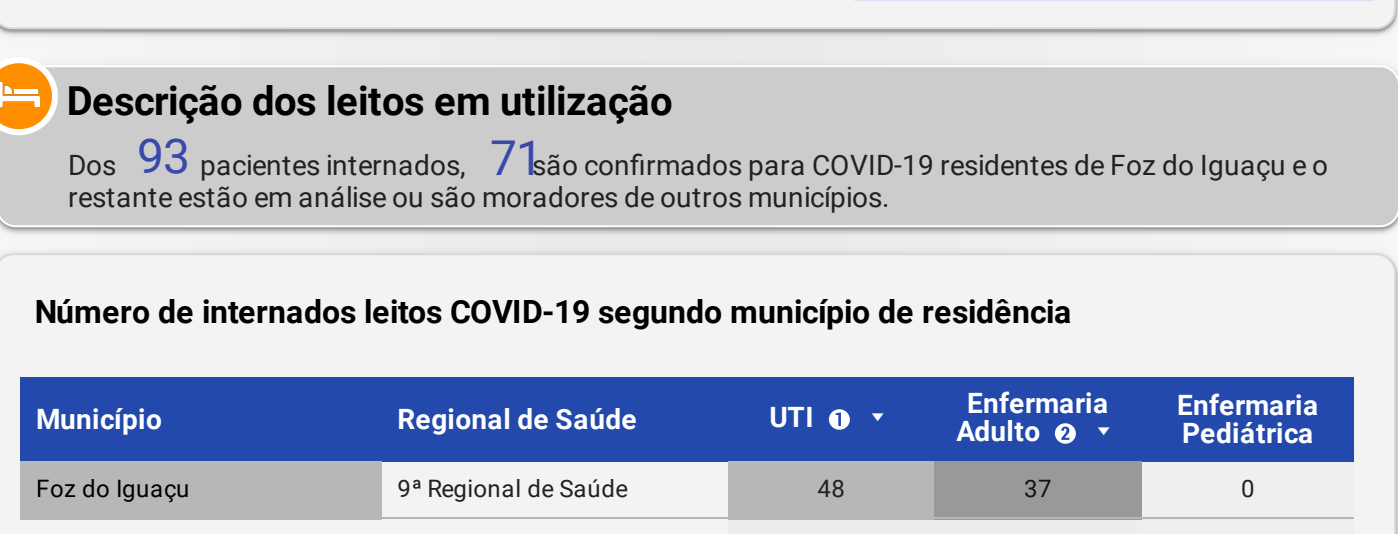 Descrição dos leitos em utilização
Dos 93 pacientes internados, 71são confirmados para COVID-19 residentes de Foz do Iguaçu e o
restante estão em análise ou são moradores de outros municípios.
Número de internados leitos COVID-19 segundo município de residência
Município Regional de Saúde UTI ❶ Enfermaria Adulto ❷ Enfermaria Pediátrica
Foz do Iguaçu 9ª Regional de Saúde 48 37 0